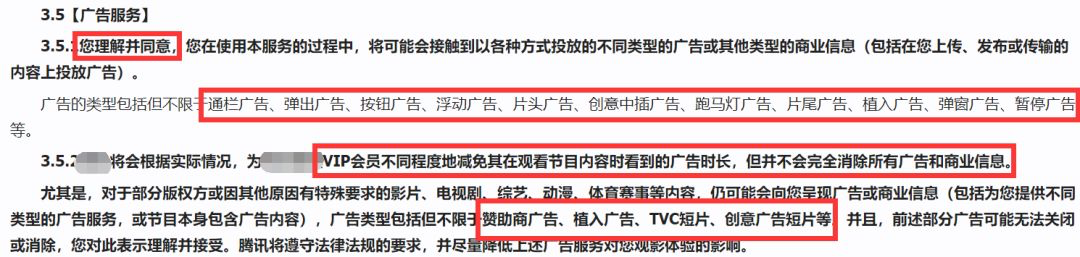 3.5【广告服务】
3.5.1您理解并同意，您在使用本服务的过程中，将可能会接触到以各种方式投放的不同类型的广告或其他类型的商业信息（包括在您上传、发布或传输的
内容上投放广告）。
广告的类型包括但不限于通栏广告、弹出广告、按钮广告、浮动广告、片头广告、创意中插广告、跑马灯广告、片尾广告、植入广告、弹窗广告、暂停广告
等。
3.5.2 将会根据实际情况，为 VIP会员不同程度地减免其在观看节目内容时看到的广告时长，但并不会完全消除所有广告和商业信息。
尤其是，对于部分版权方或因其他原因有特殊要求的影片、电视剧、综艺、动漫、体育赛事等内容，仍可能会向您呈现广告或商业信息（包括为您提供不同
类型的广告服务，或节目本身包含广告内容），广告类型包括但不限于赞助商广告、植入广告、TVC短片、创意广告短片等，并且，前述部分广告可能无法关闭
或消除，您对此表示理解并接受。腾讯将遵守法律法规的要求，并尽量降低上述广告服务对您观影体验的影响。